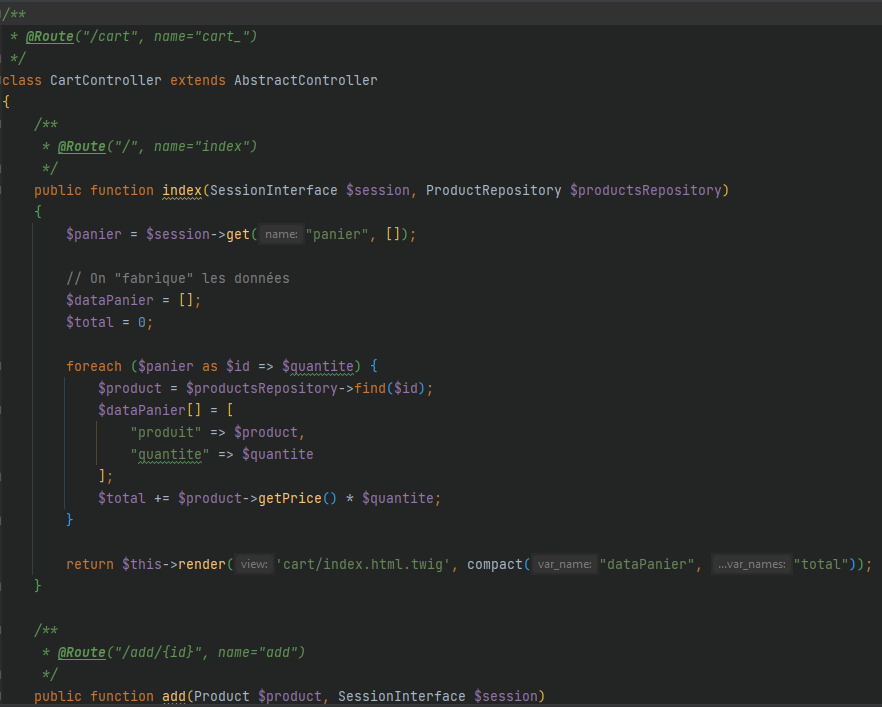 /**
 * @Route("/cart", name="cart_")
 */
class CartController extends AbstractController
{
    /**
     * @Route("/", name="index")
     */
    public function index(SessionInterface $session, ProductRepository $productsRepository)
    {
        $panier = $session->get( name: "panier", []);

        // On "fabrique" les données
        $dataPanier = [];
        $total = 0;

        foreach ($panier as $id => $quantite) {
            $product = $productsRepository->find($id);
            $dataPanier[] = [
                "produit" => $product,
                "quantite" => $quantite
            ];
            $total += $product->getPrice() * $quantite;
        }

        return $this->render( view: 'cart/index.html.twig', compact( var_name: "dataPanier", ...var_names: "total"));
    }

    /**
     * @Route("/add/{id}", name="add")
     */
    public function add(Product $product, SessionInterface $session)